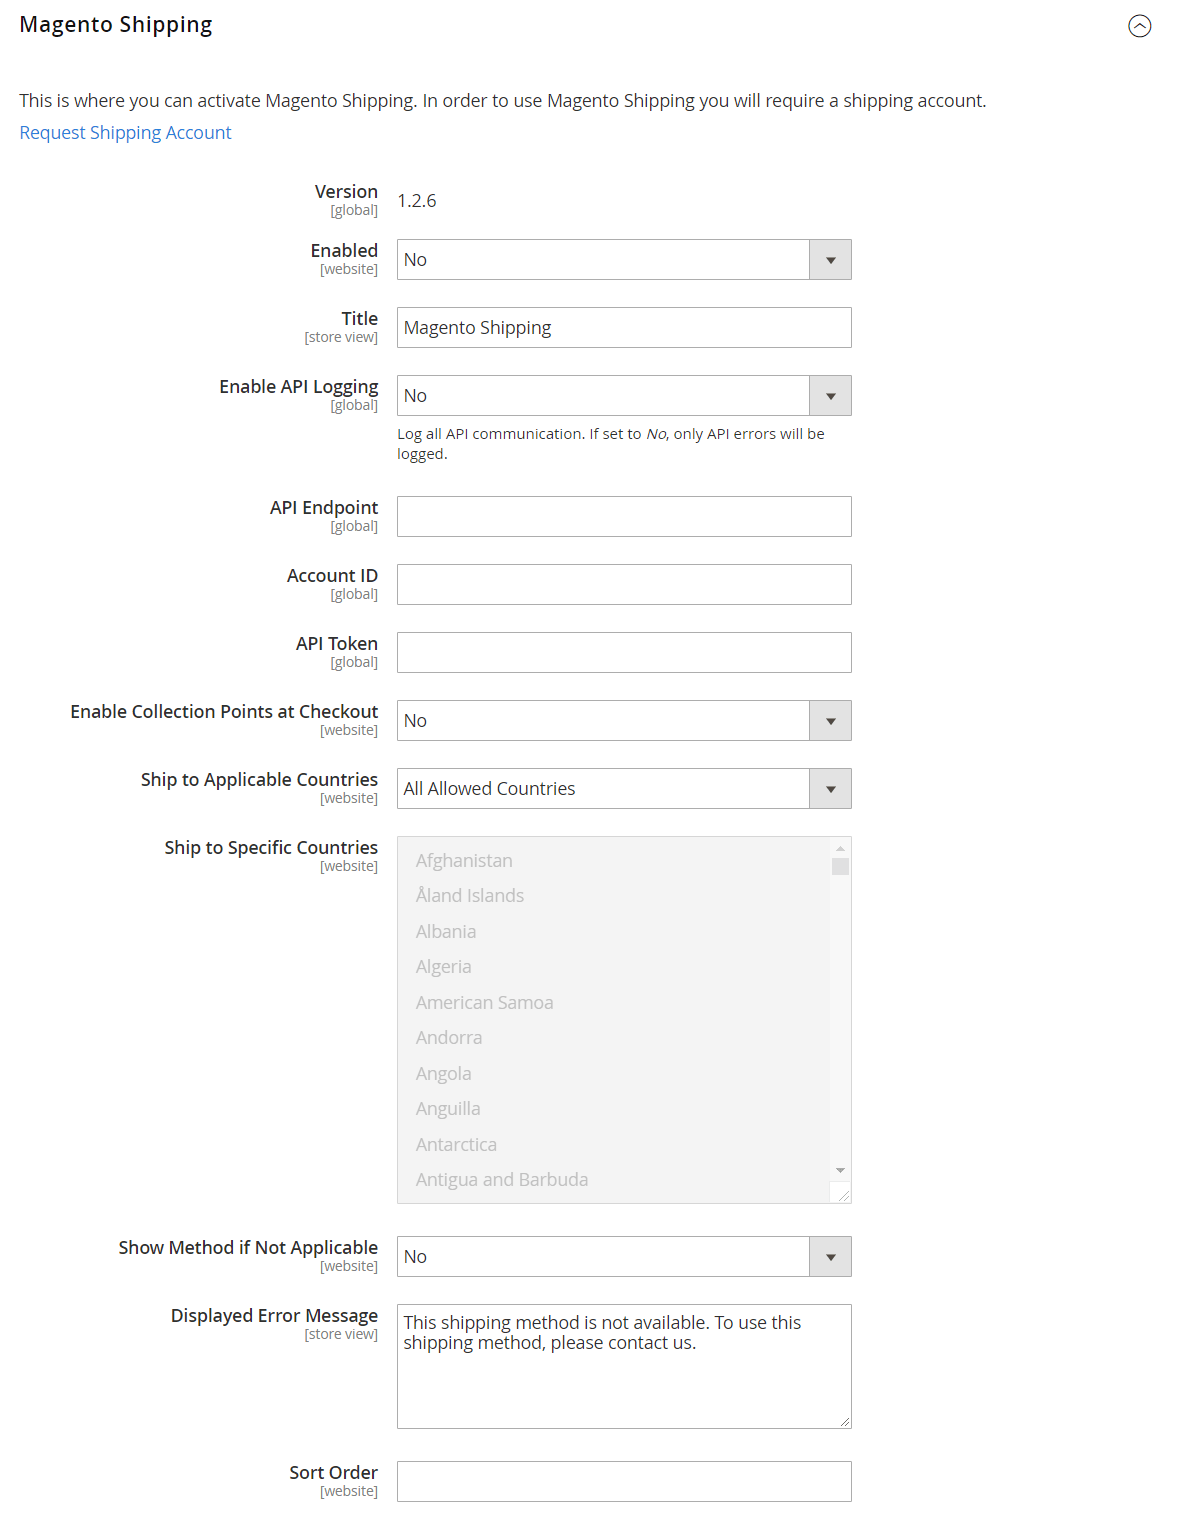 Magento Shipping
This is where you can activate Magento Shipping. In order to use Magento Shipping you will require a shipping account.
Request Shipping Account
Version
[global]
1.2.6
Enabled
[website]
No
Title
[store view]
Magento Shipping
Enable API Logging
[global]
No
Log all API communication. If set to No, only API errors will be
logged.
API Endpoint
[global]
Account ID
[global]
API Token
[global]
Enable Collection Points at Checkout
[website]
No
Ship to Applicable Countries
[website]
All Allowed Countries
Ship to Specific Countries
[website]
Afghanistan
Åland Islands
Albania
Algeria
American Samoa
Andorra
Angola
Anguilla
Antarctica
Antigua and Barbuda
Show Method if Not Applicable
[website]
No
Displayed Error Message
[store view]
This shipping method is not available. To use this
shipping method, please contact us.
Sort Order
[website]